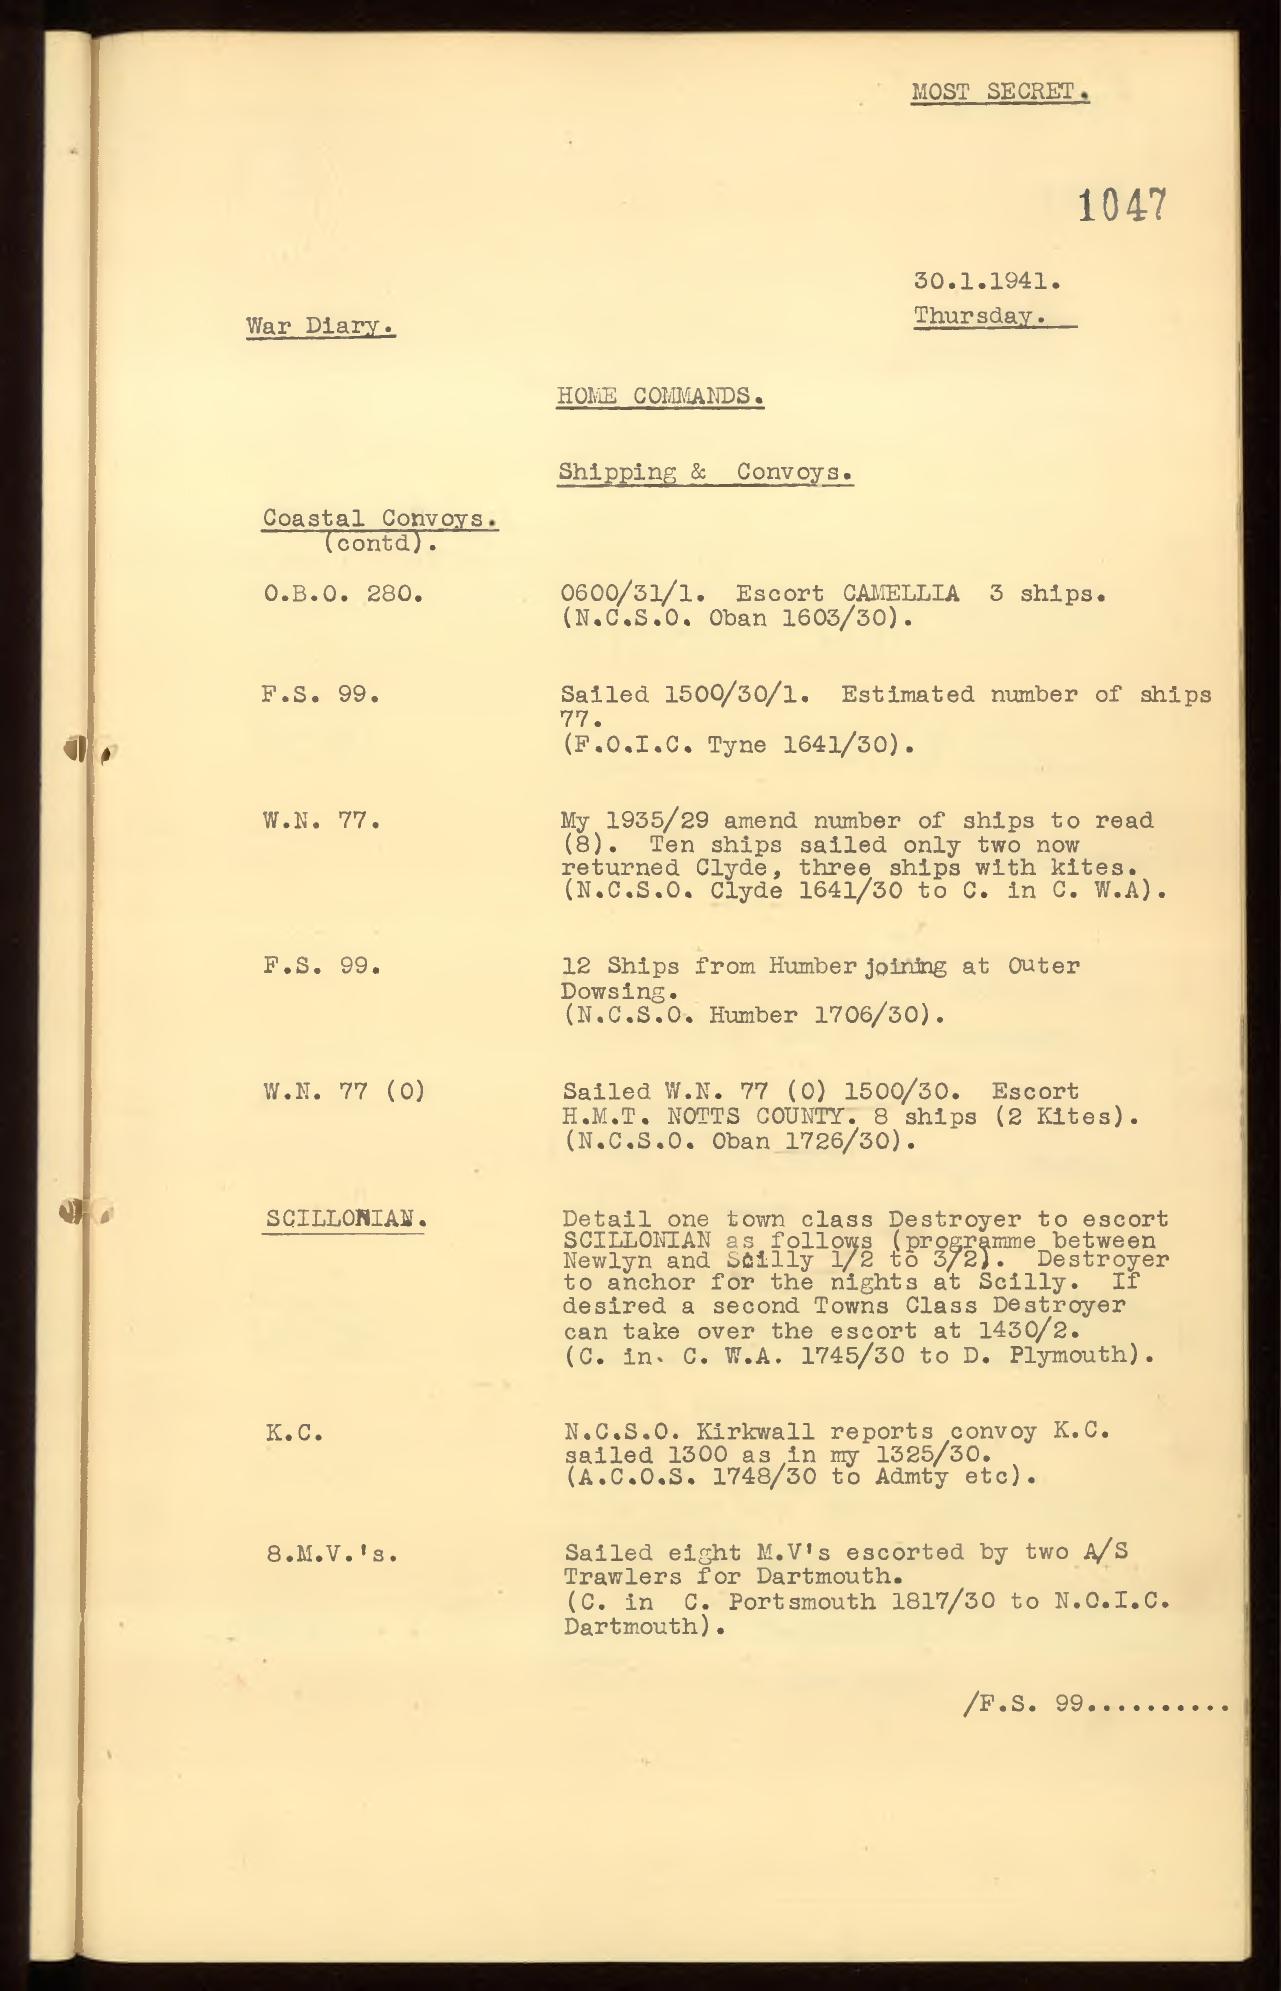 MOST SECRET.
1047
30.1.1941.
Thursday.
War Diary.
HOME COMMANDS.
Shipping & Convoys.
Coastal Convoys.
(contd).
O.B.O. 280.
0600/31/1. Escort CAMELLIA 3 ships.
(N.C.S.O. Oban 1603/30).
F.S. 99.
Sailed 1500/30/1. Estimated number of ships
77.
(F.O.I.C. Tyne 1641/30).
W.N. 77.
My 1935/29 amend number of ships to read
(8). Ten ships sailed only two now
returned Clyde, three ships with kites.
(N.C.S.O. Clyde 1641/30 to C. in C. W.A).
F.S. 99.
12 Ships from Humber joining at Outer
Dowsing.
(N.C.S.O. Humber 1706/30).
W.N. 77 (O)
Sailed W.N. 77 (O) 1500/30. Escort
H.M.T. NOTTS COUNTY. 8 ships (2 Kites).
(N.C.S.O. Oban 1726/30).
SCILLONIAN.
Detail one town class Destroyer to escort
SCILLONIAN as follows (programme between
Newlyn and Scilly 1/2 to 3/2). Destroyer
to anchor for the nights at Scilly. If
desired a second Towns Class Destroyer
can take over the escort at 1430/2.
(C. in. C. W.A. 1745/30 to D. Plymouth).
K.C.
N.C.S.O. Kirkwall reports convoy K.C.
sailed 1300 as in my 1325/30.
(A.C.O.S. 1748/30 to Admty etc).
8.M.V.'s.
Sailed eight M.V's escorted by two A/S
Trawlers for Dartmouth.
(C. in C. Portsmouth 1817/30 to N.O.I.C.
Dartmouth).
/F.S. 99..........